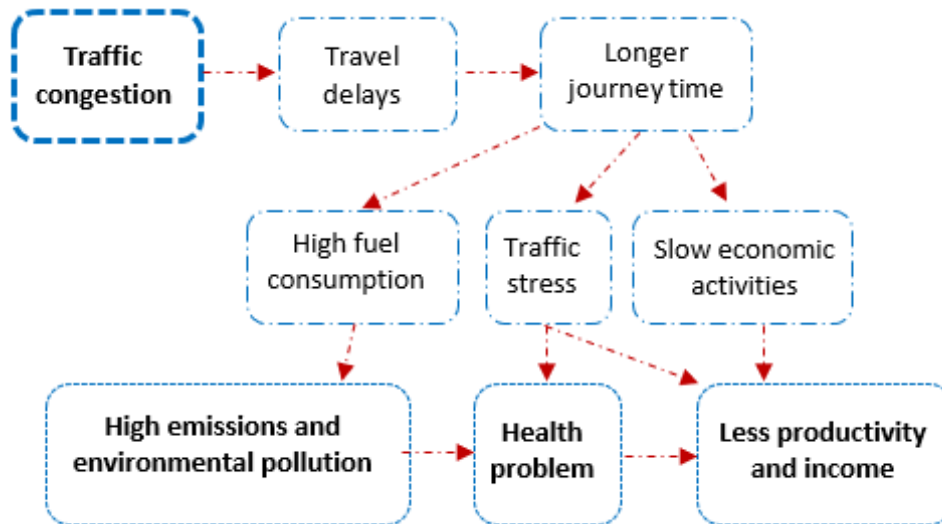 Traffic
congestion
Travel
delays
Longer
journey time
High fuel
consumption
Traffic
stress
Slow economic
activities
High emissions and
environmental pollution
Health
problem
Less productivity
and income